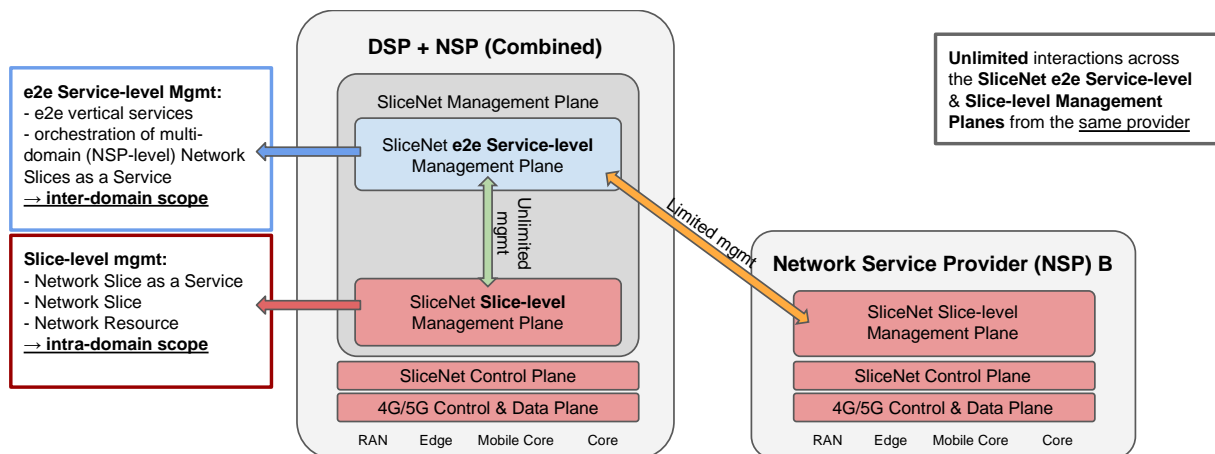 DSP + NSP (Combined)
SliceNet Management Plane
SliceNet e2e Service-level
Management Plane
Unlimited
mgmt
SliceNet Slice-level
Management Plane
SliceNet Control Plane
4G/5G Control & Data Plane
RAN Edge Mobile Core Core
e2e Service-level Mgmt:
- e2e vertical services
- orchestration of multi-
domain (NSP-level) Network
Slices as a Service
→ inter-domain scope
Slice-level mgmt:
- Network Slice as a Service
- Network Slice
- Network Resource
→ intra-domain scope
Limited mgmt
Unlimited interactions across
the SliceNet e2e Service-level
& Slice-level Management
Planes from the same provider
Network Service Provider (NSP) B
SliceNet Slice-level
Management Plane
SliceNet Control Plane
4G/5G Control & Data Plane
RAN Edge Mobile Core Core